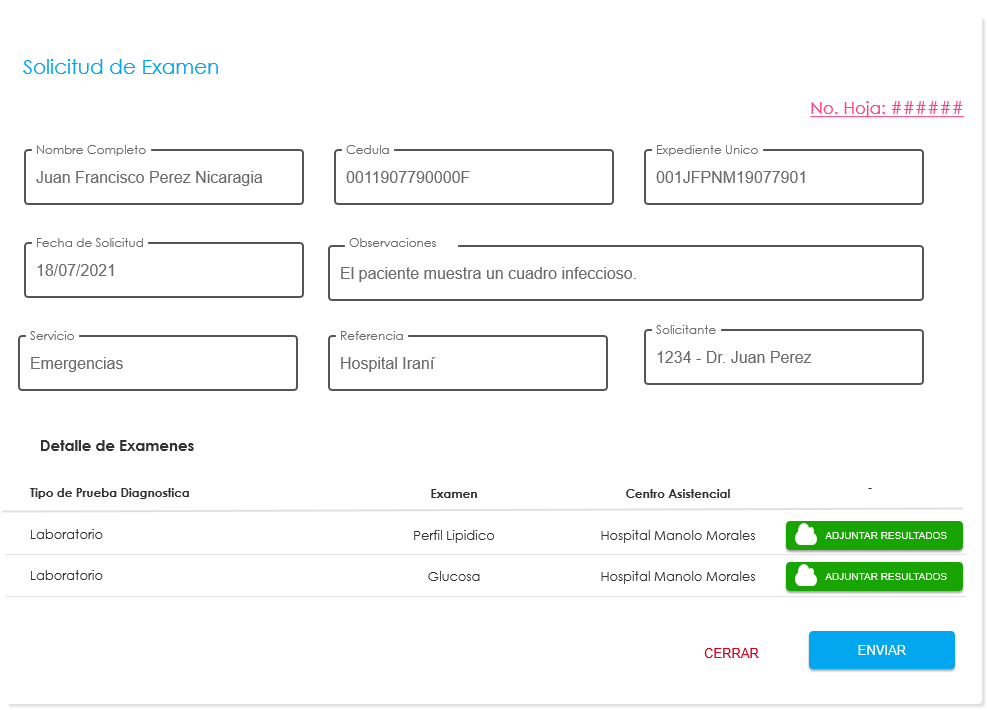 Solicitud de Examen
No. Hoja: ######
Nombre Completo Cedula Expediente Unico
Juan Francisco Perez Nicaragia 0011907790000F 001JFPNM19077901
Fecha de Solicitud Observaciones
18/07/2021 El paciente muestra un cuadro infeccioso.
Servicio Referencia Solicitante
Emergencias Hospital Iraní 1234 - Dr. Juan Perez
Detalle de Examenes
Tipo de Prueba Diagnostica Examen Centro Asistencial -
Laboratorio Perfil Lipidico Hospital Manolo Morales ADJUNTAR RESULTADOS
Laboratorio Glucosa Hospital Manolo Morales ADJUNTAR RESULTADOS
CERRAR ENVIAR